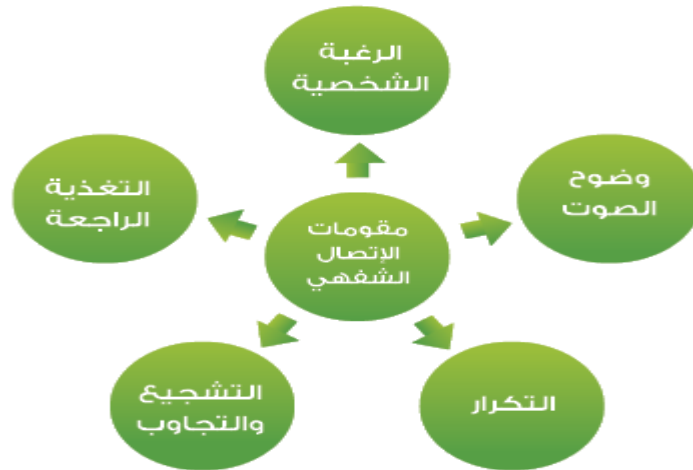 الرغبة
الشخصية
وضوح
الصوت
التغذية
الراجعة
مقومات
الإتصال
الشفهي
التكرار
التشجيع
والتجاوب